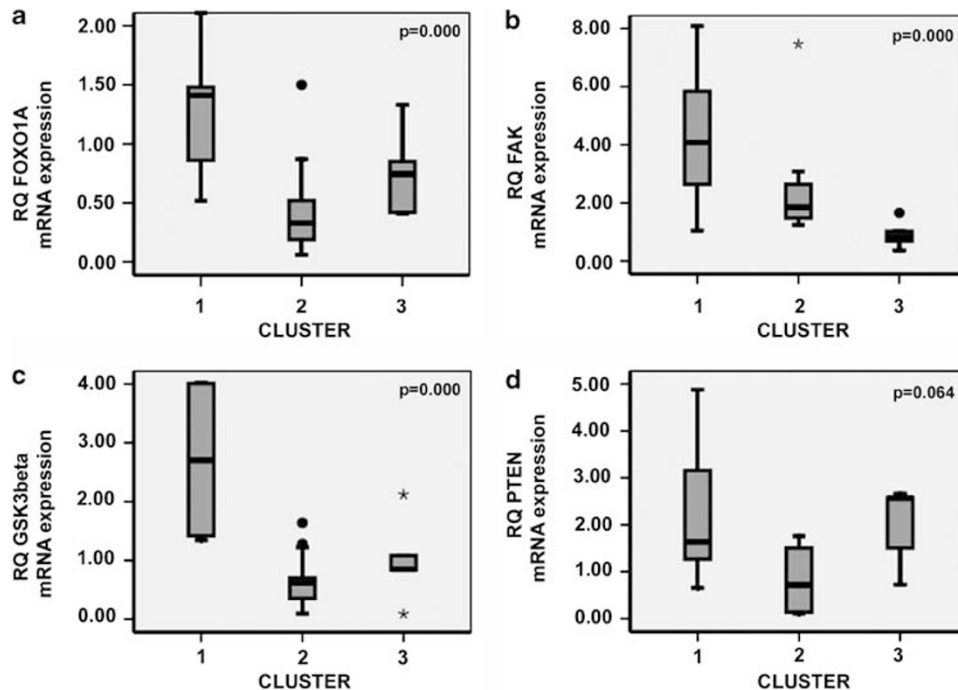 a
RQ FOXO1A
mRNA expression
2.00
1.50
1.00
0.50
0.00
p=0.000
1 2 3
CLUSTER
b
RQ FAK
mRNA expression
8.00
6.00
4.00
2.00
0.00
p=0.000
1 2 3
CLUSTER
c
RQ GSK3beta
mRNA expression
4.00
3.00
2.00
1.00
0.00
p=0.000
1 2 3
CLUSTER
d
RQ PTEN
mRNA expression
5.00
4.00
3.00
2.00
1.00
0.00
p=0.064
1 2 3
CLUSTER